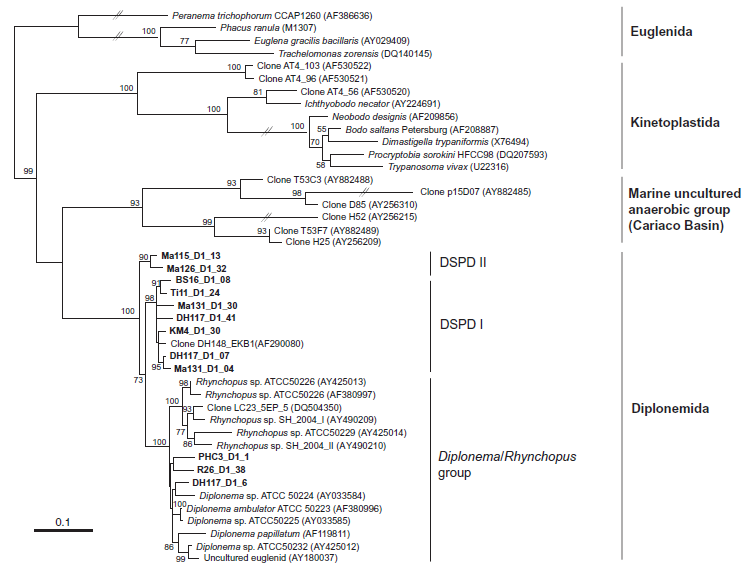 Peranema trichophorum CCAP1260 (AF386636)
100
Phacus ranula (M1307)
77
Euglena gracilis bacillaris (AY029409)
Trachelomonas zorensis (DQ140145)
Euglenida
100
Clone AT4_103 (AF530522)
Clone AT4_96 (AF530521)
100
81
Clone AT4_56 (AF530520)
Ichthyobodo necator (AY224691)
100
Neobodo designis (AF209856)
100
55
Bodo saltans Petersburg (AF208887)
70
Dimastigella trypaniformis (X76494)
Procryptobia sorokini HFCC98 (DQ207593)
58
Trypanosoma vivax (U22316)
Kinetoplastida
99
93
Clone T53C3 (AY882488)
98
Clone p15D07 (AY882485)
93
Clone D85 (AY256310)
99
Clone H52 (AY256215)
93
Clone T53F7 (AY882489)
Clone H25 (AY256209)
Marine uncultured
anaerobic group
(Cariaco Basin)
90
Ma115_D1_13
Ma126_D1_32
DSPD II
91
BS16_D1_08
Ti11_D1_24
98
Ma131_D1_30
100
DH117_D1_41
KM4_D1_30
Clone DH148_EKB1(AF290080)
DH117_D1_07
95
Ma131_D1_04
DSPD I
73
98
Rhynchopus sp. ATCC50226 (AY425013)
Rhynchopus sp. ATCC50226 (AF380997)
100
93
Clone LC23_5EP_5 (DQ504350)
Rhynchopus sp. SH_2004_I (AY490209)
77
Rhynchopus sp. ATCC50229 (AY425014)
86
Rhynchopus sp. SH_2004_II (AY490210)
100
PHC3_D1_1
R26_D1_38
DH117_D1_6
Diplonema sp. ATCC 50224 (AY033584)
100
Diplonema ambulator ATCC 50223 (AF380996)
Diplonema sp. ATCC50225 (AY033585)
Diplonema papillatum (AF119811)
86
Diplonema sp. ATCC50232 (AY425012)
99
Uncultured euglenid (AY180037)
Diplonema/Rhynchopus
group
Diplonemida
0.1